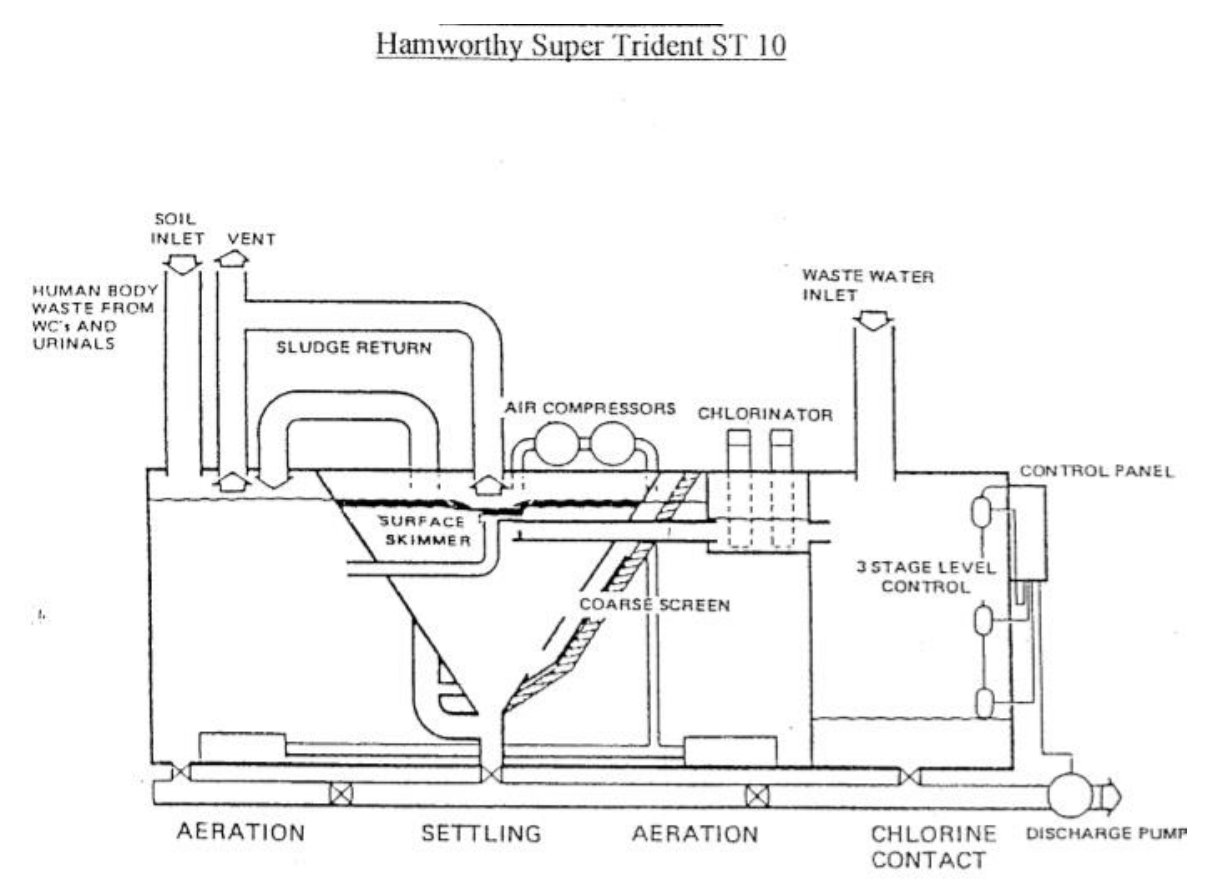 Hamworthy Super Trident ST 10
SOIL
INLET
VENT
HUMAN BODY
WASTE FROM
WC's AND
URINALS
SLUDGE RETURN
WASTE WATER
INLET
AIR COMPRESSORS
CHLORINATOR
CONTROL PANEL
SURFACE
SKIMMER
3 STAGE LEVEL
CONTROL
COARSE SCREEN
AERATION
SETTLING
AERATION
CHLORINE
CONTACT
DISCHARGE PUMP